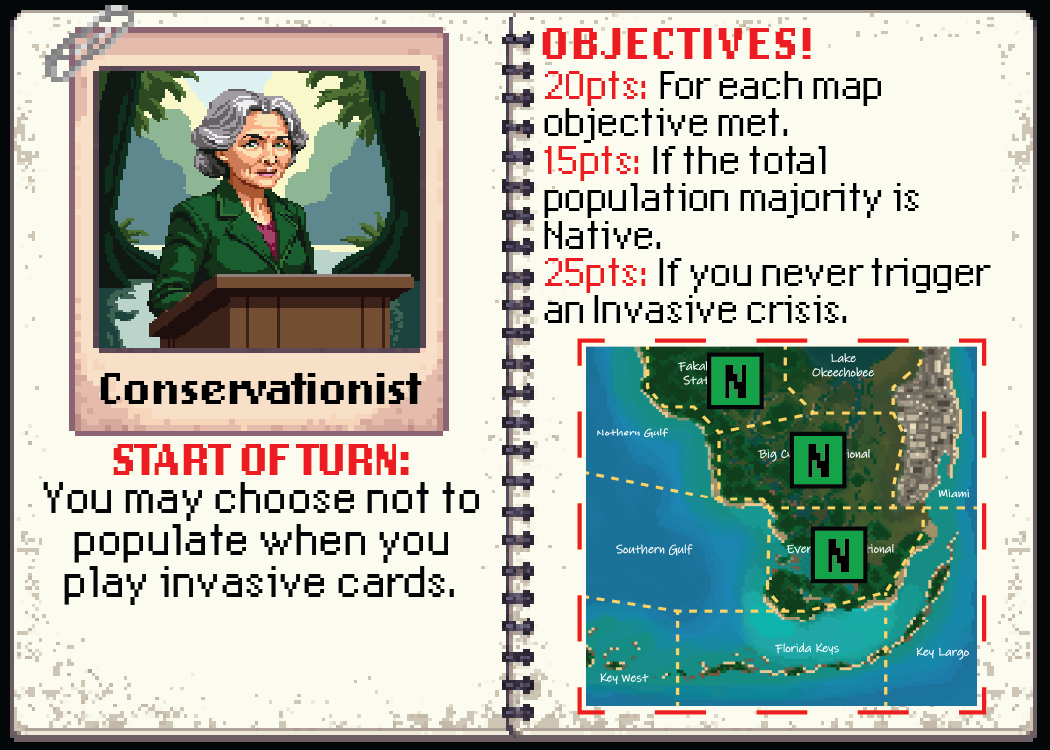 Conservationist
START OF TURN:
You may choose not to
populate when you
play invasive cards.
OBJECTIVES!
20pts: For each map
objective met.
15pts: If the total
population majority is
Native.
25pts: If you never trigger
an Invasive crisis.
Lake
Okeechobee
N
Nothern Gulf
Big
N
Miami
Southern Gulf
N
Florida Keys
Key Largo
Key West